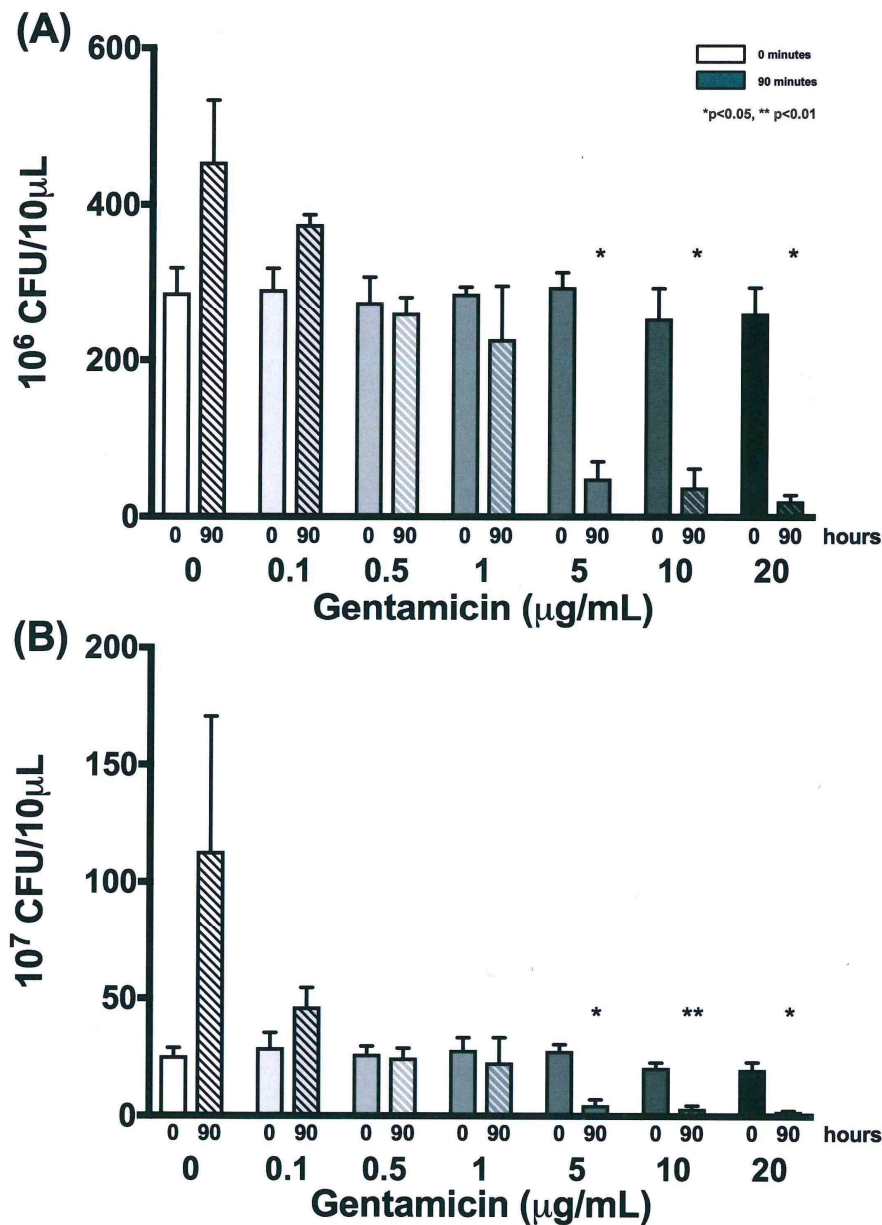 (A)
600
400
200
0
10⁶ CFU/10μL
0 minutes
90 minutes
*p<0.05, ** p<0.01
* * *
0 90 0 90 0 90 0 90 0 90 0 90 0 90 hours
0 0.1 0.5 1 5 10 20
Gentamicin (μg/mL)
(B)
200
150
100
50
0
10⁷ CFU/10μL
* ** *
0 90 0 90 0 90 0 90 0 90 0 90 0 90 hours
0 0.1 0.5 1 5 10 20
Gentamicin (μg/mL)